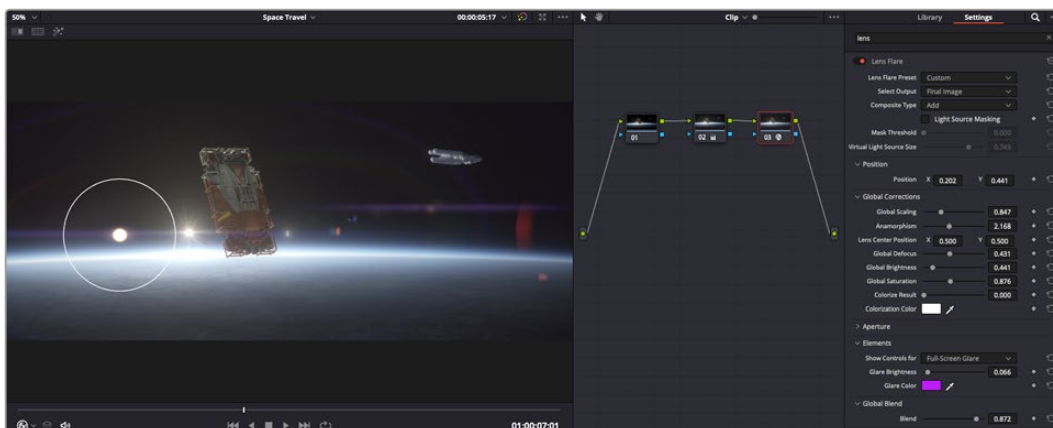 50% Space Travel 00:00:05:17
Clip
Library Settings
lens
Lens Flare
Lens Flare Preset Custom
Select Output Final Image
Composite Type Add
Light Source Masking
Mask Threshold 0.000
Virtual Light Source Size 0.743
Position
Position X 0.202 Y 0.441
Global Corrections
Global Scaling 0.847
Anamorphism 2.168
Lens Center Position X 0.500 Y 0.500
Global Defocus 0.431
Global Brightness 0.441
Global Saturation 0.876
Colorize Result 0.000
Colorization Color
Aperture
Elements
Show Controls for Full-Screen Glare
Glare Brightness 0.066
Glare Color
Global Blend
Blend 0.872
01 02 03
01:00:07:01